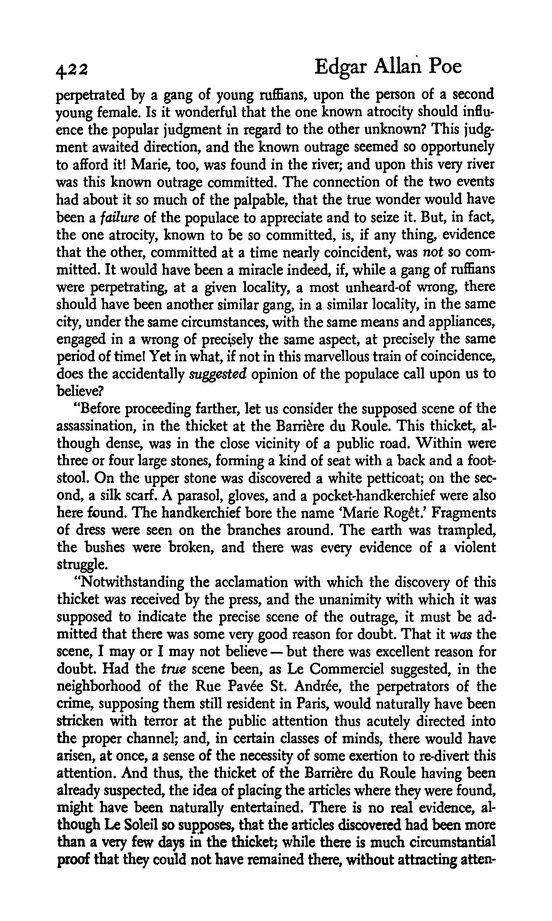 422 Edgar Allan Poe
perpetrated by a gang of young ruffians, upon the person of a second
young female. Is it wonderful that the one known atrocity should influ-
ence the popular judgment in regard to the other unknown? This judg-
ment awaited direction, and the known outrage seemed so opportunely
to afford it! Marie, too, was found in the river; and upon this very river
was this known outrage committed. The connection of the two events
had about it so much of the palpable, that the true wonder would have
been a failure of the populace to appreciate and to seize it. But, in fact,
the one atrocity, known to be so committed, is, if any thing, evidence
that the other, committed at a time nearly coincident, was not so com-
mitted. It would have been a miracle indeed, if, while a gang of ruffians
were perpetrating, at a given locality, a most unheard-of wrong, there
should have been another similar gang, in a similar locality, in the same
city, under the same circumstances, with the same means and appliances,
engaged in a wrong of precisely the same aspect, at precisely the same
period of time! Yet in what, if not in this marvellous train of coincidence,
does the accidentally suggested opinion of the populace call upon us to
believe?
"Before proceeding farther, let us consider the supposed scene of the
assassination, in the thicket at the Barrière du Roule. This thicket, al-
though dense, was in the close vicinity of a public road. Within were
three or four large stones, forming a kind of seat with a back and a foot-
stool. On the upper stone was discovered a white petticoat; on the sec-
ond, a silk scarf. A parasol, gloves, and a pocket-handkerchief were also
here found. The handkerchief bore the name 'Marie Rogêt.' Fragments
of dress were seen on the branches around. The earth was trampled,
the bushes were broken, and there was every evidence of a violent
struggle.
"Notwithstanding the acclamation with which the discovery of this
thicket was received by the press, and the unanimity with which it was
supposed to indicate the precise scene of the outrage, it must be ad-
mitted that there was some very good reason for doubt. That it was the
scene, I may or I may not believe — but there was excellent reason for
doubt. Had the true scene been, as Le Commerciel suggested, in the
neighborhood of the Rue Pavée St. Andrée, the perpetrators of the
crime, supposing them still resident in Paris, would naturally have been
stricken with terror at the public attention thus acutely directed into
the proper channel; and, in certain classes of minds, there would have
arisen, at once, a sense of the necessity of some exertion to re-divert this
attention. And thus, the thicket of the Barrière du Roule having been
already suspected, the idea of placing the articles where they were found,
might have been naturally entertained. There is no real evidence, al-
though Le Soleil so supposes, that the articles discovered had been more
than a very few days in the thicket; while there is much circumstantial
proof that they could not have remained there, without attracting atten-